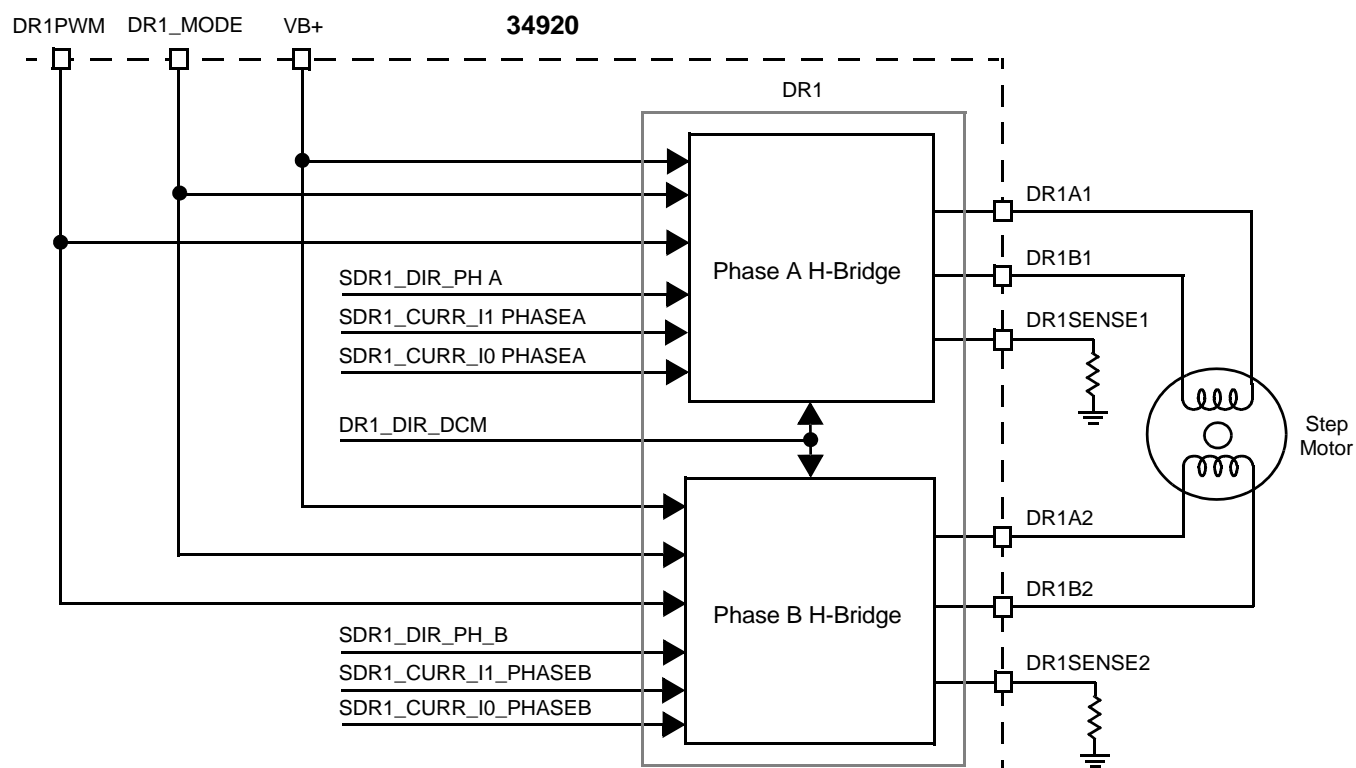 DR1PWM
DR1_MODE
VB+
34920
DR1
DR1A1
DR1B1
Phase A H-Bridge
SDR1_DIR_PH A
SDR1_CURR_I1 PHASEA
DR1SENSE1
SDR1_CURR_I0 PHASEA
DR1_DIR_DCM
Step
Motor
DR1A2
DR1B2
Phase B H-Bridge
SDR1_DIR_PH_B
SDR1_CURR_I1_PHASEB
DR1SENSE2
SDR1_CURR_I0_PHASEB